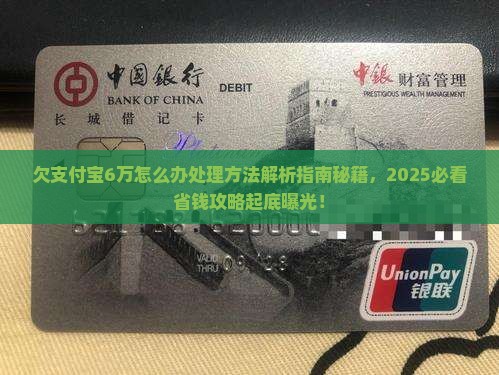 中國銀行
DEBIT
BANK OF CHINA
中銀 财富管理
PRESTIGIOUS WEALTH MANAGEMENT
长城借记卡
欠支付宝6万怎么办处理方法解析指南秘籍，2025必看
省钱攻略起底曝光！
VALID
THRU
UnionPay
银联